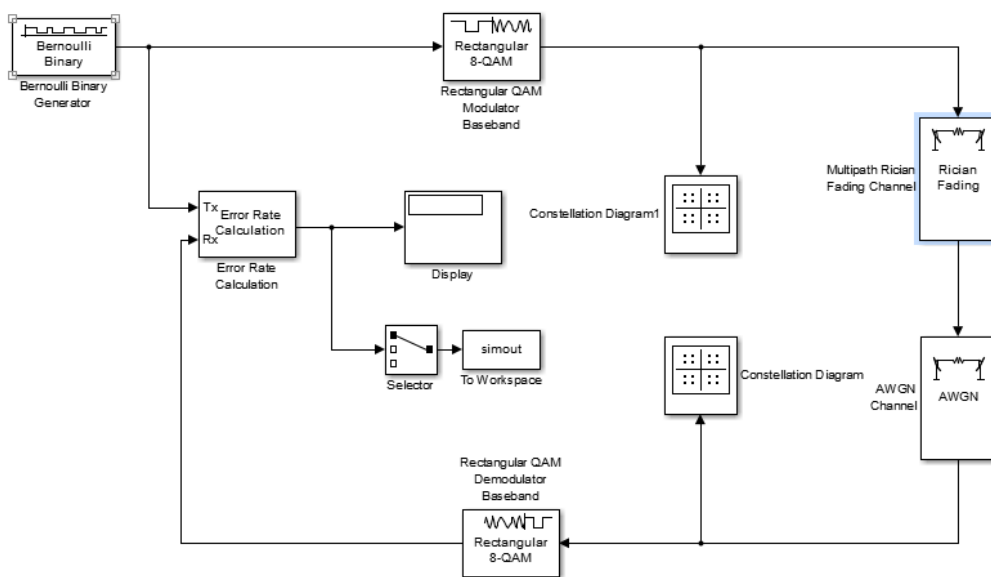 Bernoulli
Binary
Bernoulli Binary
Generator
Rectangular
8-QAM
Rectangular QAM
Modulator
Baseband
Multipath Rician
Fading Channel
Rician
Fading
Constellation Diagram1
Tx
Rx
Error Rate
Calculation
Error Rate
Calculation
Display
Selector
simout
To Workspace
Constellation Diagram
AWGN
Channel
AWGN
Rectangular QAM
Demodulator
Baseband
Rectangular
8-QAM